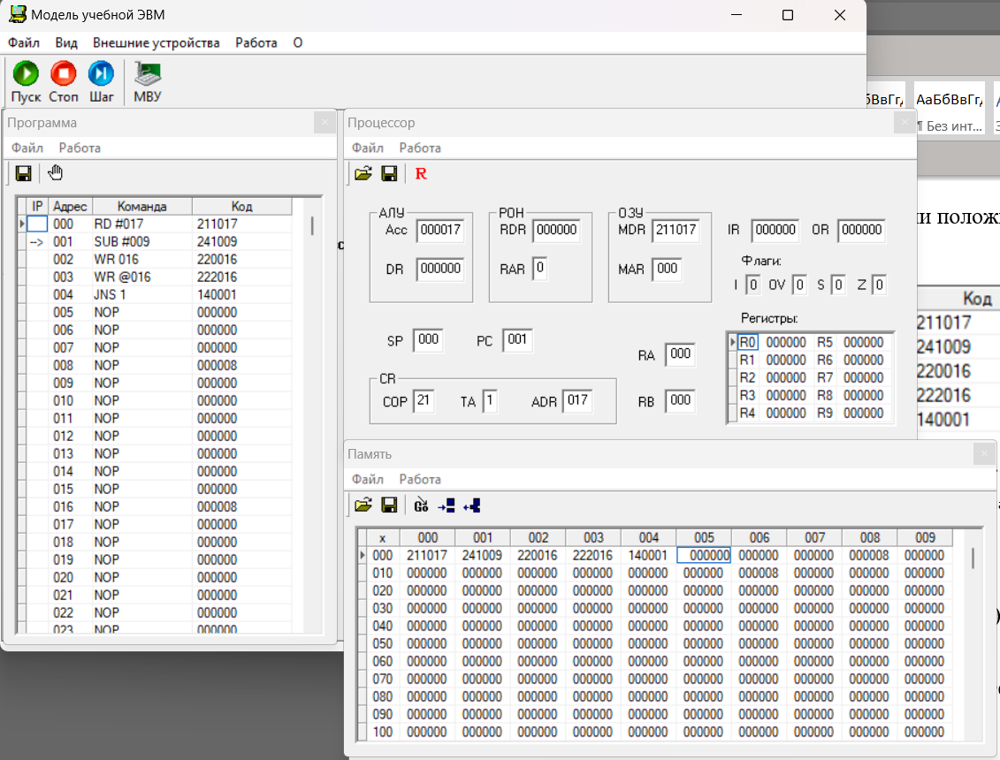 Модель учебной ЭВМ
Файл Вид Внешние устройства Работа О
Пуск Стоп Шаг МВУ
АаБбВвГг,
¶ Без инт...
Программа
Файл Работа
IP Адрес Команда Код
000 RD #017 211017
--> 001 SUB #009 241009
002 WR 016 220016
003 WR @016 222016
004 JNS 1 140001
005 NOP 000000
006 NOP 000000
007 NOP 000000
008 NOP 000008
009 NOP 000000
010 NOP 000000
011 NOP 000000
012 NOP 000000
013 NOP 000000
014 NOP 000000
015 NOP 000000
016 NOP 000008
017 NOP 000000
018 NOP 000000
019 NOP 000000
020 NOP 000000
021 NOP 000000
022 NOP 000000
023 NOP 000000
Процессор
Файл Работа
R
АЛУ РОН ОЗУ
Acc 000017 RDR 000000 MDR 211017 IR 000000 OR 000000
DR 000000 RAR 0 MAR 000
Флаги:
I 0 OV 0 S 0 Z 0
Регистры:
SP 000 PC 001 RA 000
CR
COP 21 TA 1 ADR 017 RB 000
R0 000000 R5 000000
R1 000000 R6 000000
R2 000000 R7 000000
R3 000000 R8 000000
R4 000000 R9 000000
Код
211017
241009
220016
222016
140001
Память
Файл Работа
Go
x 000 001 002 003 004 005 006 007 008 009
000 211017 241009 220016 222016 140001 000000 000000 000000 000008 000000
010 000000 000000 000000 000000 000000 000000 000008 000000 000000 000000
020 000000 000000 000000 000000 000000 000000 000000 000000 000000 000000
030 000000 000000 000000 000000 000000 000000 000000 000000 000000 000000
040 000000 000000 000000 000000 000000 000000 000000 000000 000000 000000
050 000000 000000 000000 000000 000000 000000 000000 000000 000000 000000
060 000000 000000 000000 000000 000000 000000 000000 000000 000000 000000
070 000000 000000 000000 000000 000000 000000 000000 000000 000000 000000
080 000000 000000 000000 000000 000000 000000 000000 000000 000000 000000
090 000000 000000 000000 000000 000000 000000 000000 000000 000000 000000
100 000000 000000 000000 000000 000000 000000 000000 000000 000000 000000